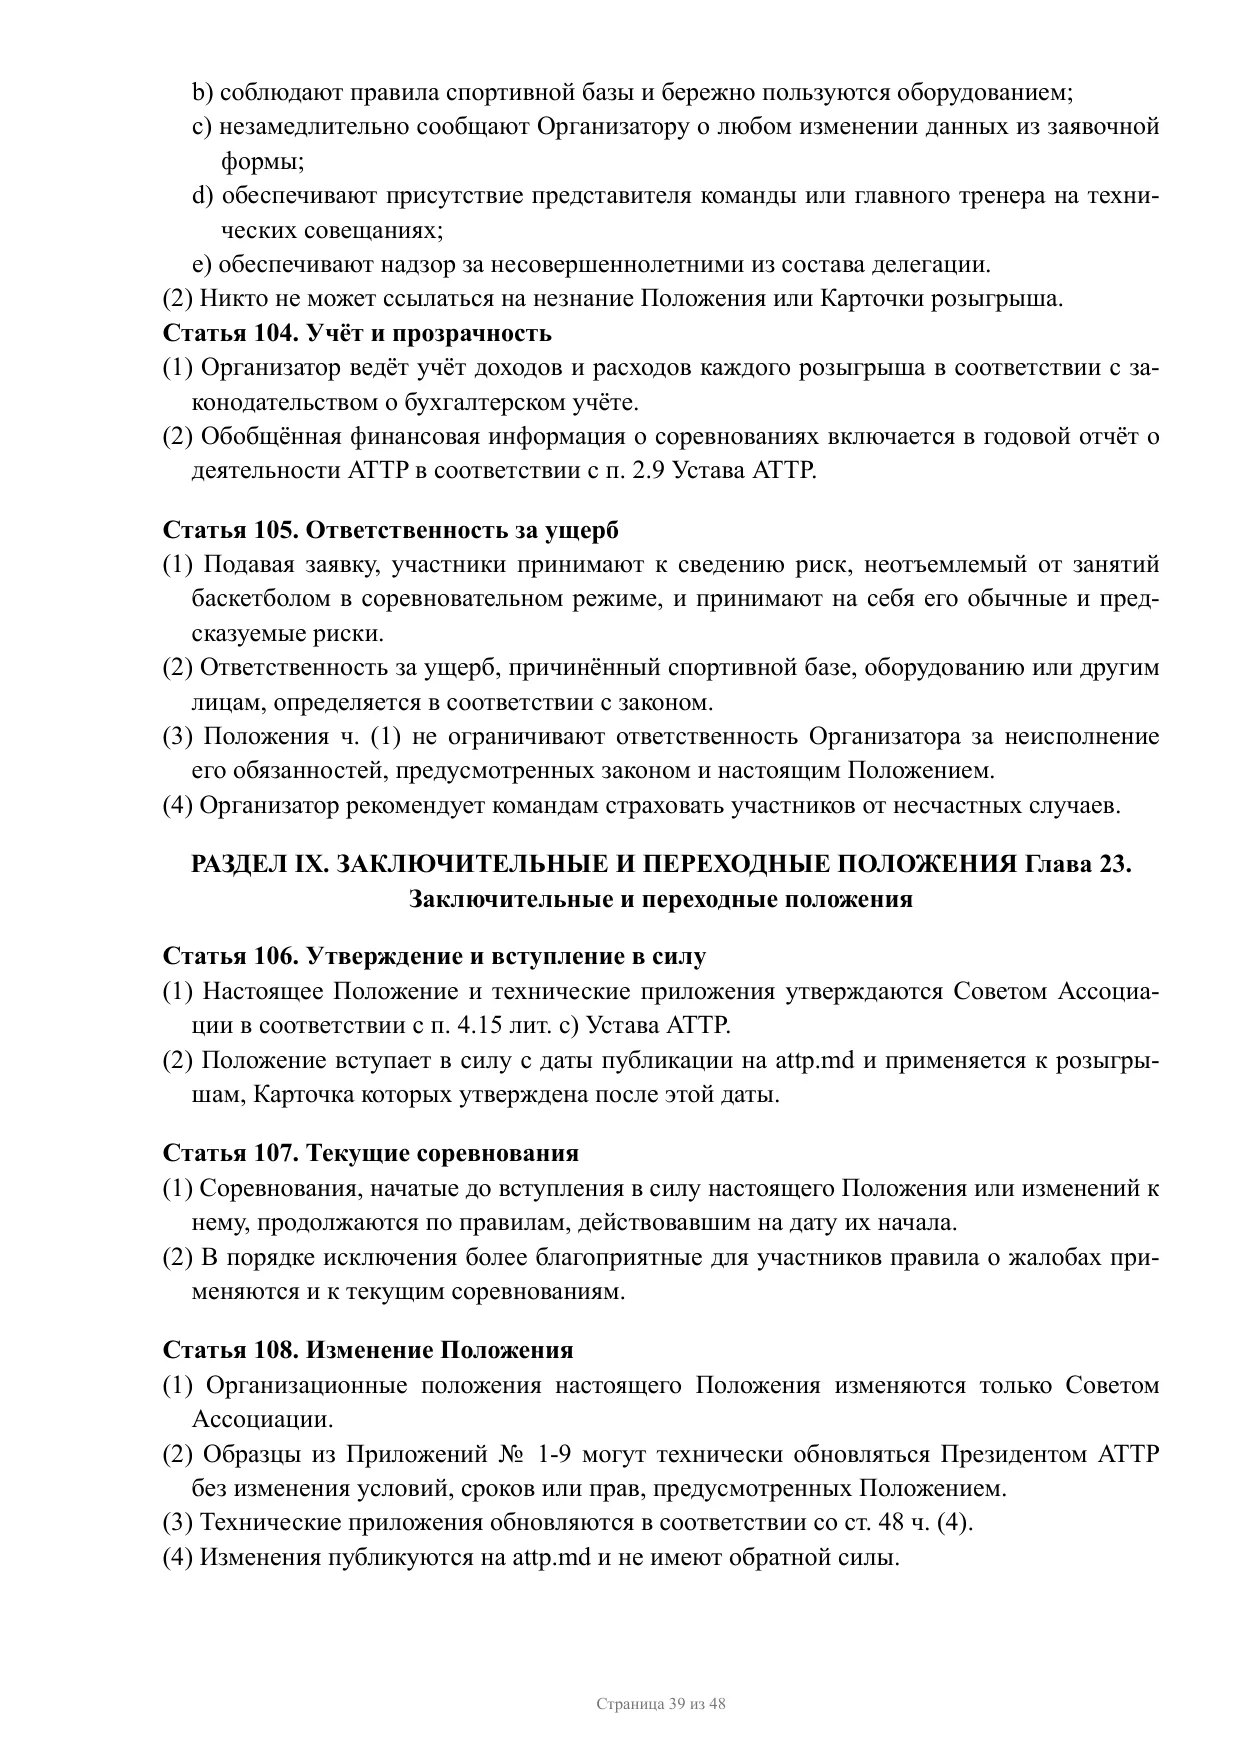 b) соблюдают правила спортивной базы и бережно пользуются оборудованием;
c) незамедлительно сообщают Организатору о любом изменении данных из заявочной
формы;
d) обеспечивают присутствие представителя команды или главного тренера на техни-
ческих совещаниях;
e) обеспечивают надзор за несовершеннолетними из состава делегации.
(2) Никто не может ссылаться на незнание Положения или Карточки розыгрыша.
Статья 104. Учёт и прозрачность
(1) Организатор ведёт учёт доходов и расходов каждого розыгрыша в соответствии с за-
конодательством о бухгалтерском учёте.
(2) Обобщённая финансовая информация о соревнованиях включается в годовой отчёт о
деятельности АТТР в соответствии с п. 2.9 Устава АТТР.
Статья 105. Ответственность за ущерб
(1) Подавая заявку, участники принимают к сведению риск, неотъемлемый от занятий
баскетболом в соревновательном режиме, и принимают на себя его обычные и пред-
сказуемые риски.
(2) Ответственность за ущерб, причинённый спортивной базе, оборудованию или другим
лицам, определяется в соответствии с законом.
(3) Положения ч. (1) не ограничивают ответственность Организатора за неисполнение
его обязанностей, предусмотренных законом и настоящим Положением.
(4) Организатор рекомендует командам страховать участников от несчастных случаев.
РАЗДЕЛ IX. ЗАКЛЮЧИТЕЛЬНЫЕ И ПЕРЕХОДНЫЕ ПОЛОЖЕНИЯ Глава 23.
Заключительные и переходные положения
Статья 106. Утверждение и вступление в силу
(1) Настоящее Положение и технические приложения утверждаются Советом Ассоциа-
ции в соответствии с п. 4.15 лит. c) Устава АТТР.
(2) Положение вступает в силу с даты публикации на attp.md и применяется к розыгры-
шам, Карточка которых утверждена после этой даты.
Статья 107. Текущие соревнования
(1) Соревнования, начатые до вступления в силу настоящего Положения или изменений к
нему, продолжаются по правилам, действовавшим на дату их начала.
(2) В порядке исключения более благоприятные для участников правила о жалобах при-
меняются и к текущим соревнованиям.
Статья 108. Изменение Положения
(1) Организационные положения настоящего Положения изменяются только Советом
Ассоциации.
(2) Образцы из Приложений № 1-9 могут технически обновляться Президентом АТТР
без изменения условий, сроков или прав, предусмотренных Положением.
(3) Технические приложения обновляются в соответствии со ст. 48 ч. (4).
(4) Изменения публикуются на attp.md и не имеют обратной силы.
Страница 39 из 48